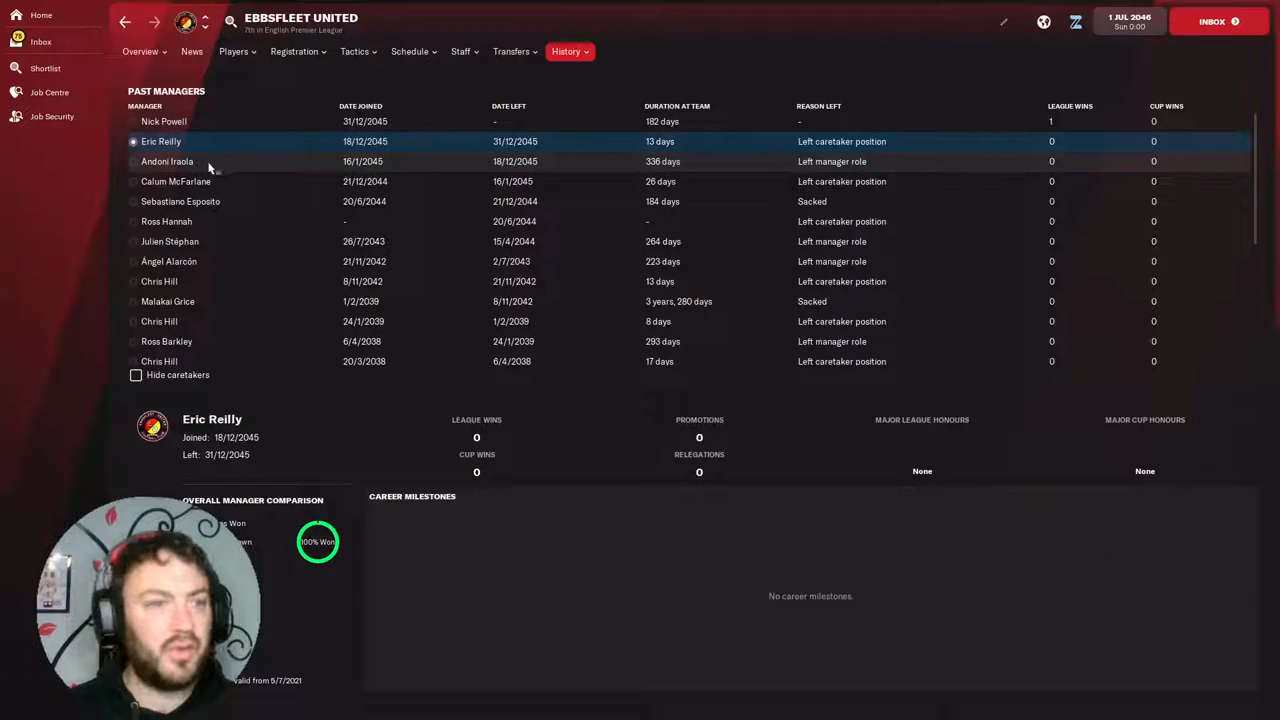 Home
75
Inbox
Shortlist
Job Centre
Job Security
EBBSFLEET UNITED
7th in English Premier League
1 JUL 2046
Sun 0:00
INBOX
Overview
News
Players
Registration
Tactics
Schedule
Staff
Transfers
History
PAST MANAGERS
MANAGER DATE JOINED DATE LEFT DURATION AT TEAM REASON LEFT LEAGUE WINS CUP WINS
Nick Powell 31/12/2045 - 182 days - 1 0
Eric Reilly 18/12/2045 31/12/2045 13 days Left caretaker position 0 0
Andoni Iraola 16/1/2045 18/12/2045 336 days Left manager role 0 0
Calum McFarlane 21/12/2044 16/1/2045 26 days Left caretaker position 0 0
Sebastiano Esposito 20/6/2044 21/12/2044 184 days Sacked 0 0
Ross Hannah - 20/6/2044 - Left caretaker position 0 0
Julien Stéphan 26/7/2043 15/4/2044 264 days Left manager role 0 0
Ángel Alarcón 21/11/2042 2/7/2043 223 days Left manager role 0 0
Chris Hill 8/11/2042 21/11/2042 13 days Left caretaker position 0 0
Malakai Grice 1/2/2039 8/11/2042 3 years, 280 days Sacked 0 0
Chris Hill 24/1/2039 1/2/2039 8 days Left caretaker position 0 0
Ross Barkley 6/4/2038 24/1/2039 293 days Left manager role 0 0
Chris Hill 20/3/2038 6/4/2038 17 days Left caretaker position 0 0
Hide caretakers
Eric Reilly
Joined: 18/12/2045
Left: 31/12/2045
LEAGUE WINS
0
CUP WINS
0
PROMOTIONS
0
RELEGATIONS
0
MAJOR LEAGUE HONOURS
None
MAJOR CUP HONOURS
None
OVERALL MANAGER COMPARISON
Won
100% Won
CAREER MILESTONES
No career milestones.
valid from 5/7/2021